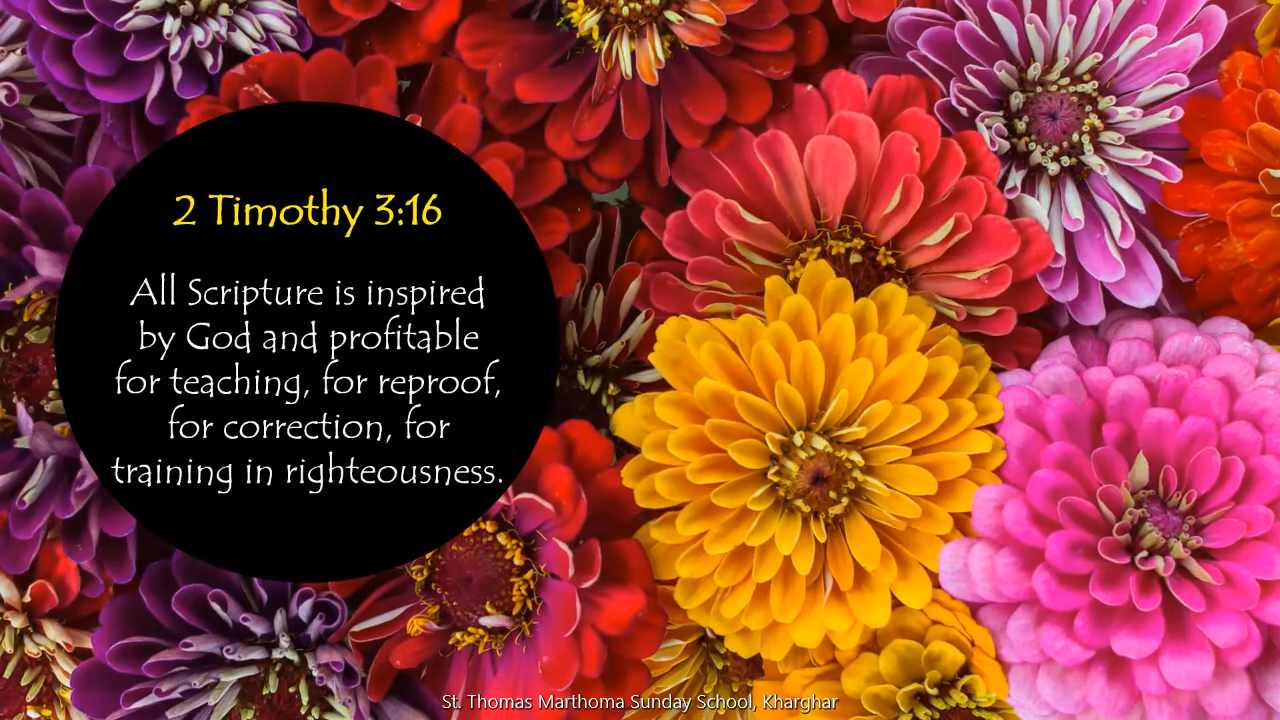 2 Timothy 3:16
All Scripture is inspired
by God and profitable
for teaching, for reproof,
for correction, for
training in righteousness.
St. Thomas Marthoma Sunday School, Kharghar